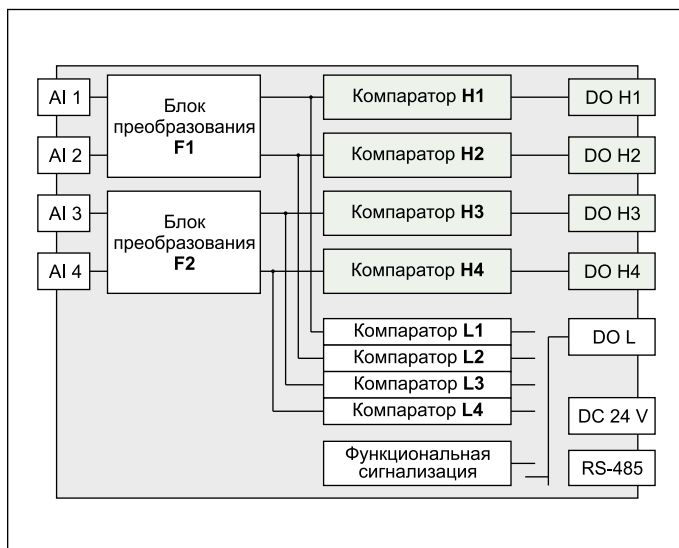 AI 1
AI 2
AI 3
AI 4
Блок
преобразования
F1
Блок
преобразования
F2
Компаратор H1
Компаратор H2
Компаратор H3
Компаратор H4
Компаратор L1
Компаратор L2
Компаратор L3
Компаратор L4
Функциональная
сигнализация
DO H1
DO H2
DO H3
DO H4
DO L
DC 24 V
RS-485